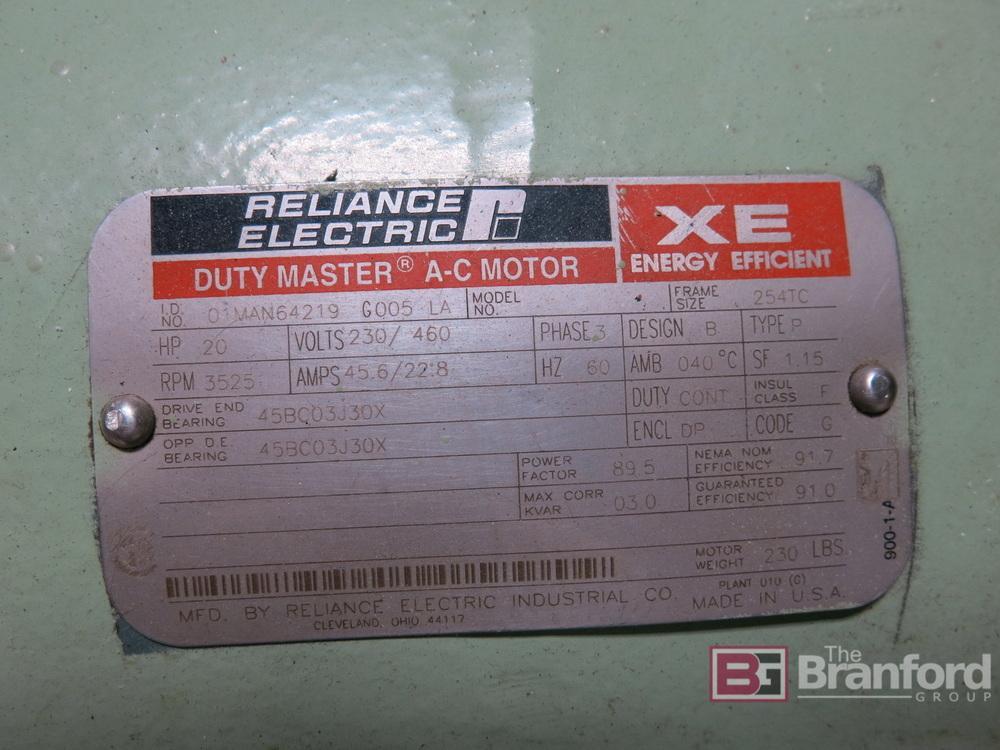 RELIANCE
ELECTRIC
XE
ENERGY EFFICIENT
DUTY MASTER® A-C MOTOR
I.D. NO. 01MAN64219 G005 LA MODEL NO. FRAME SIZE 254TC
HP 20 VOLTS 230/ 460 PHASE 3 DESIGN B TYPE P
RPM 3525 AMPS 45.6/22.8 HZ 60 AMB 040 °C SF 1.15
DRIVE END BEARING 45BC03J30X DUTY CONT. INSUL CLASS F
OPP D.E. BEARING 45BC03J30X ENCL DP CODE G
POWER FACTOR 89.5 NEMA NOM EFFICIENCY 91.7
MAX CORR KVAR 03.0 GUARANTEED EFFICIENCY 91.0
900-1-A
MOTOR WEIGHT 230 LBS.
PLANT 010 (G)
MFD. BY RELIANCE ELECTRIC INDUSTRIAL CO. MADE IN U.S.A.
CLEVELAND, OHIO 44117
BG The Branford
GROUP